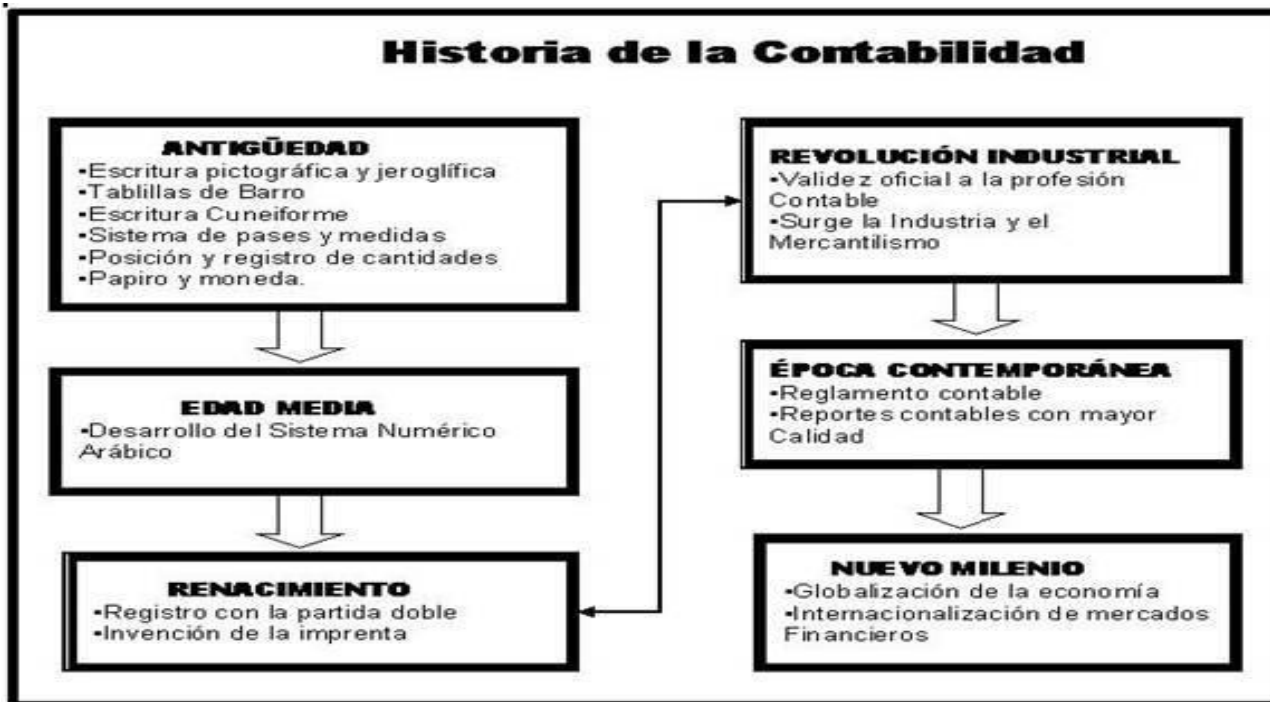 Historia de la Contabilidad
ANTIGÜEDAD
▪Escritura pictográfica y jeroglífica
▪Tablillas de Barro
▪Escritura Cuneiforme
▪Sistema de pases y medidas
▪Posición y registro de cantidades
▪Papiro y moneda.
EDAD MEDIA
▪Desarrollo del Sistema Numérico
Arábico
RENACIMIENTO
▪Registro con la partida doble
▪Invención de la imprenta
REVOLUCIÓN INDUSTRIAL
▪Validez oficial a la profesión
Contable
▪Surge la Industria y el
Mercantilismo
ÉPOCA CONTEMPORÁNEA
▪Reglamento contable
▪Reportes contables con mayor
Calidad
NUEVO MILENIO
▪Globalización de la economía
▪Internacionalización de mercados
Financieros